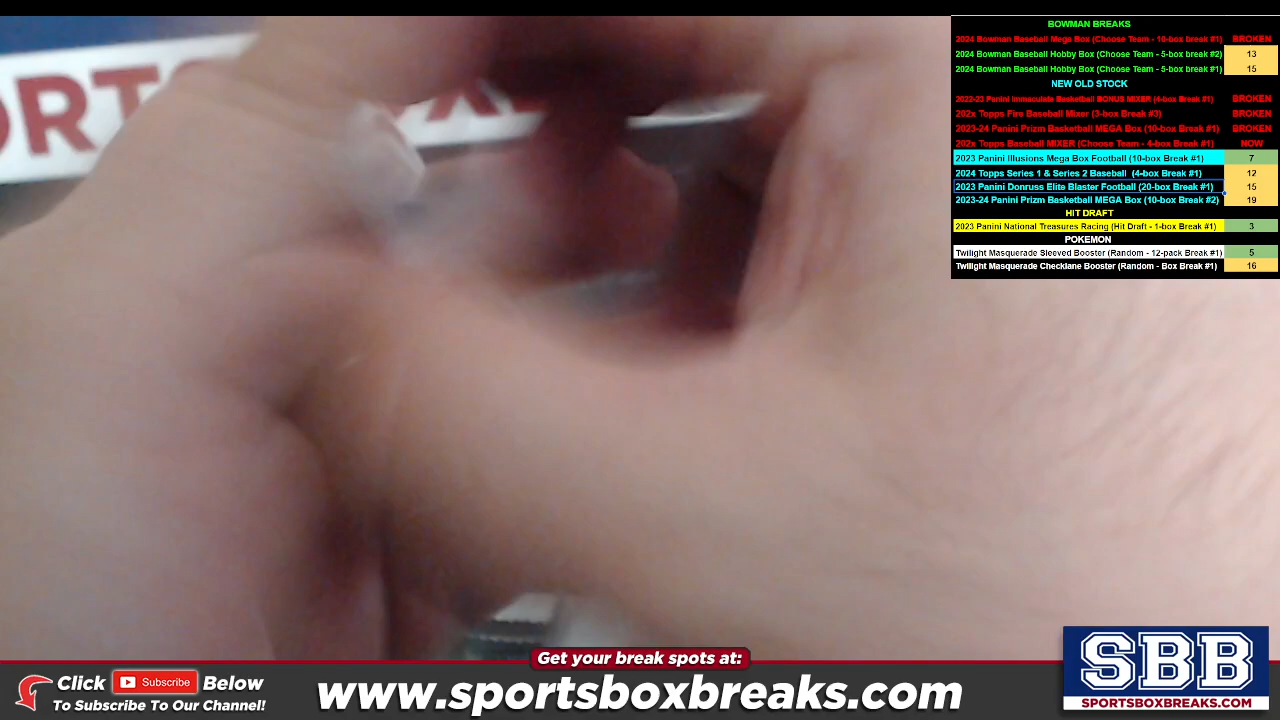 ORTS
BOWMAN BREAKS
2024 Bowman Baseball Mega Box (Choose Team - 10-box break #1) BROKEN
2024 Bowman Baseball Hobby Box (Choose Team - 5-box break #2) 13
2024 Bowman Baseball Hobby Box (Choose Team - 5-box break #1) 15
NEW OLD STOCK
2022-23 Panini Immaculate Basketball BONUS MIXER (4-box Break #1) BROKEN
202x Topps Fire Baseball Mixer (3-box Break #3) BROKEN
2023-24 Panini Prizm Basketball MEGA Box (10-box Break #1) BROKEN
202x Topps Baseball MIXER (Choose Team - 4-box Break #1) NOW
2023 Panini Illusions Mega Box Football (10-box Break #1) 7
2024 Topps Series 1 & Series 2 Baseball (4-box Break #1) 12
2023 Panini Donruss Elite Blaster Football (20-box Break #1) 15
2023-24 Panini Prizm Basketball MEGA Box (10-box Break #2) 19
HIT DRAFT
2023 Panini National Treasures Racing (Hit Draft - 1-box Break #1) 3
POKEMON
Twilight Masquerade Sleeved Booster (Random - 12-pack Break #1) 5
Twilight Masquerade Checklane Booster (Random - Box Break #1) 16
Get your break spots at:
Click Subscribe Below
To Subscribe To Our Channel!
www.sportsboxbreaks.com
SBB
SPORTSBOXBREAKS.COM